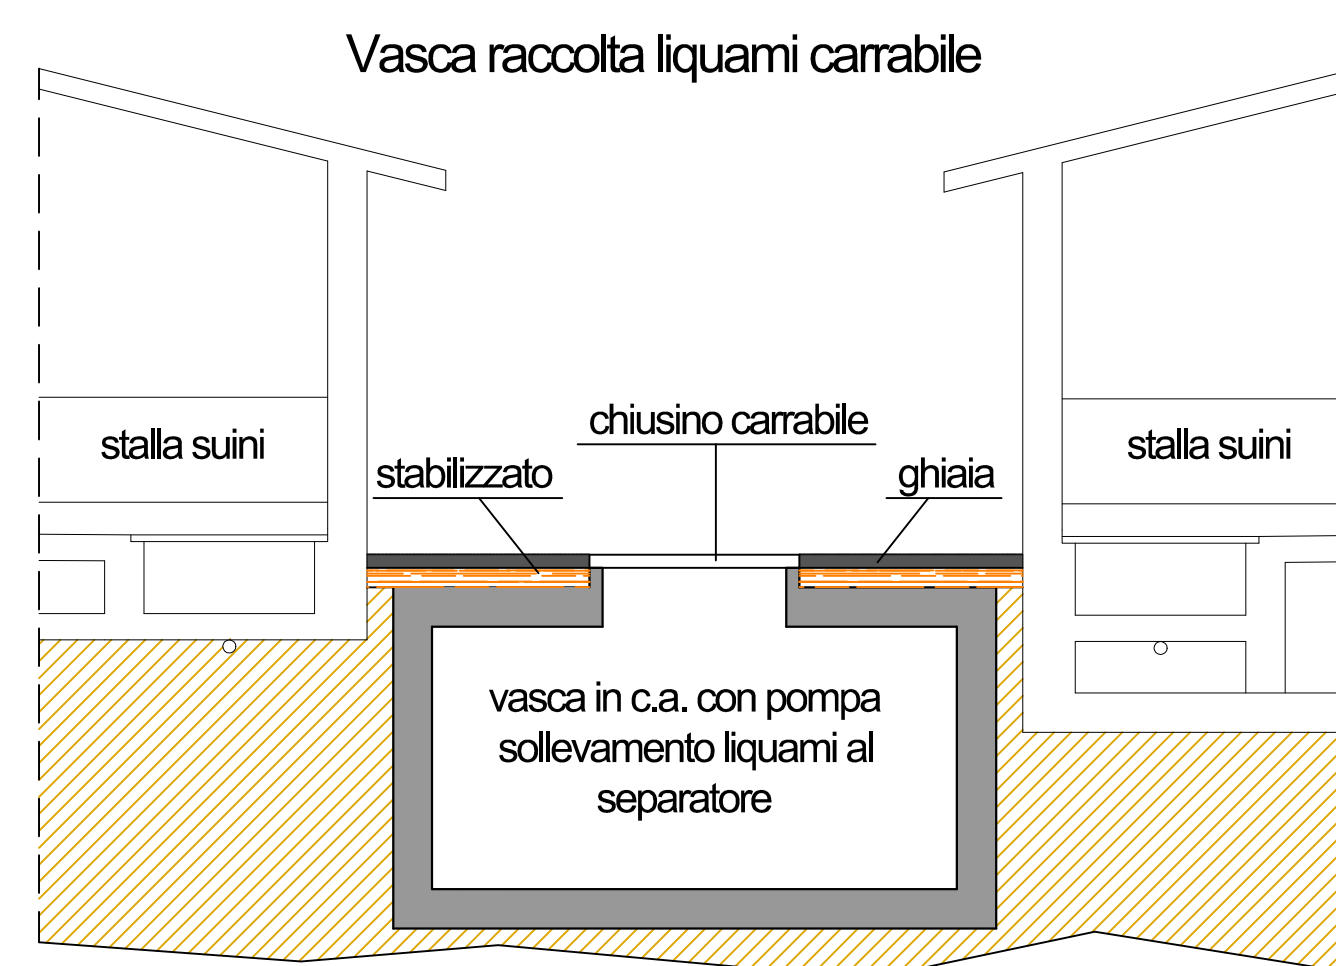 Vasca raccolta liquami carrabile
chiusino carrabile
stalla suini
stalla suini
stabilizzato
ghiaia
vasca in c.a. con pompa
sollevamento liquami al
separatore